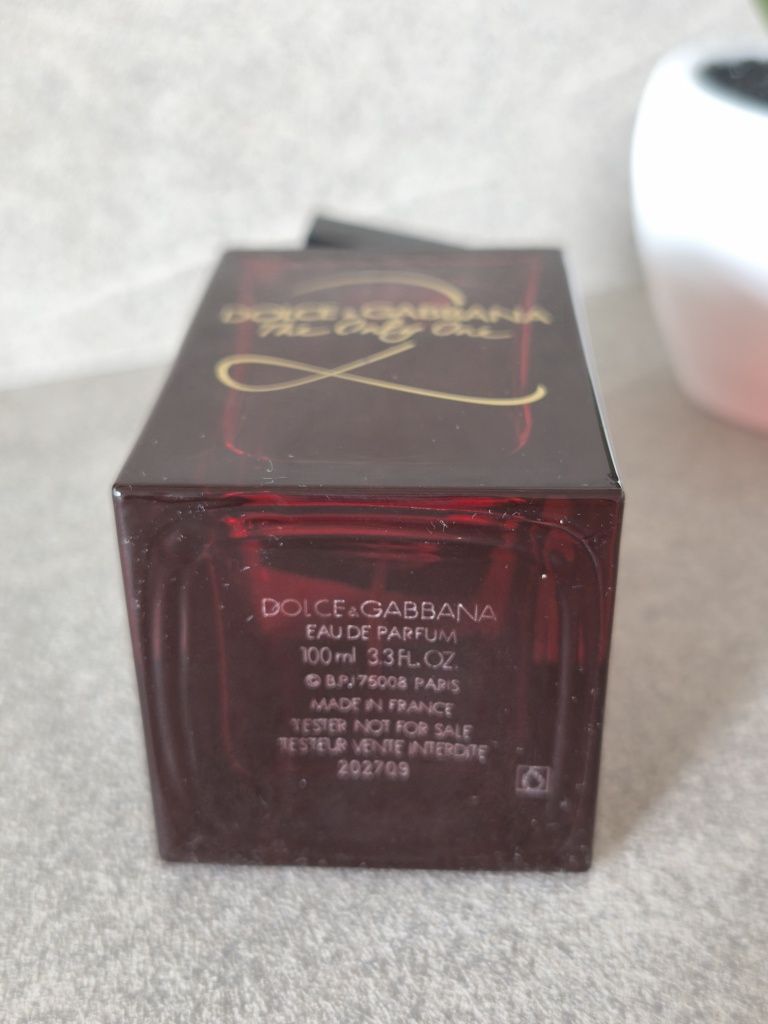 DOLCE & GABBANA
The Only One
2
DOLCE & GABBANA
EAU DE PARFUM
100 ml 3.3 FL. OZ.
© B.P.I 75008 PARIS
MADE IN FRANCE
TESTER NOT FOR SALE
TESTEUR VENTE INTERDITE
202709